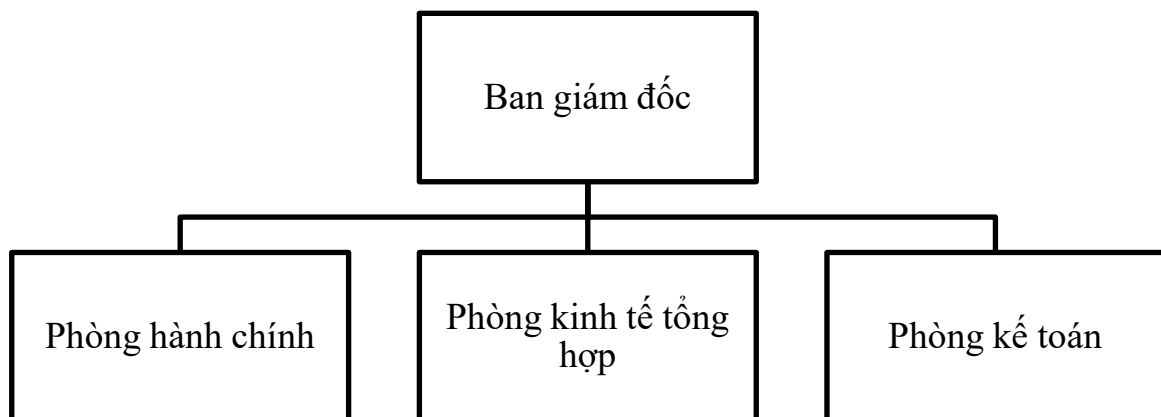 Ban giám đốc
Phòng hành chính
Phòng kinh tế tổng
hợp
Phòng kế toán